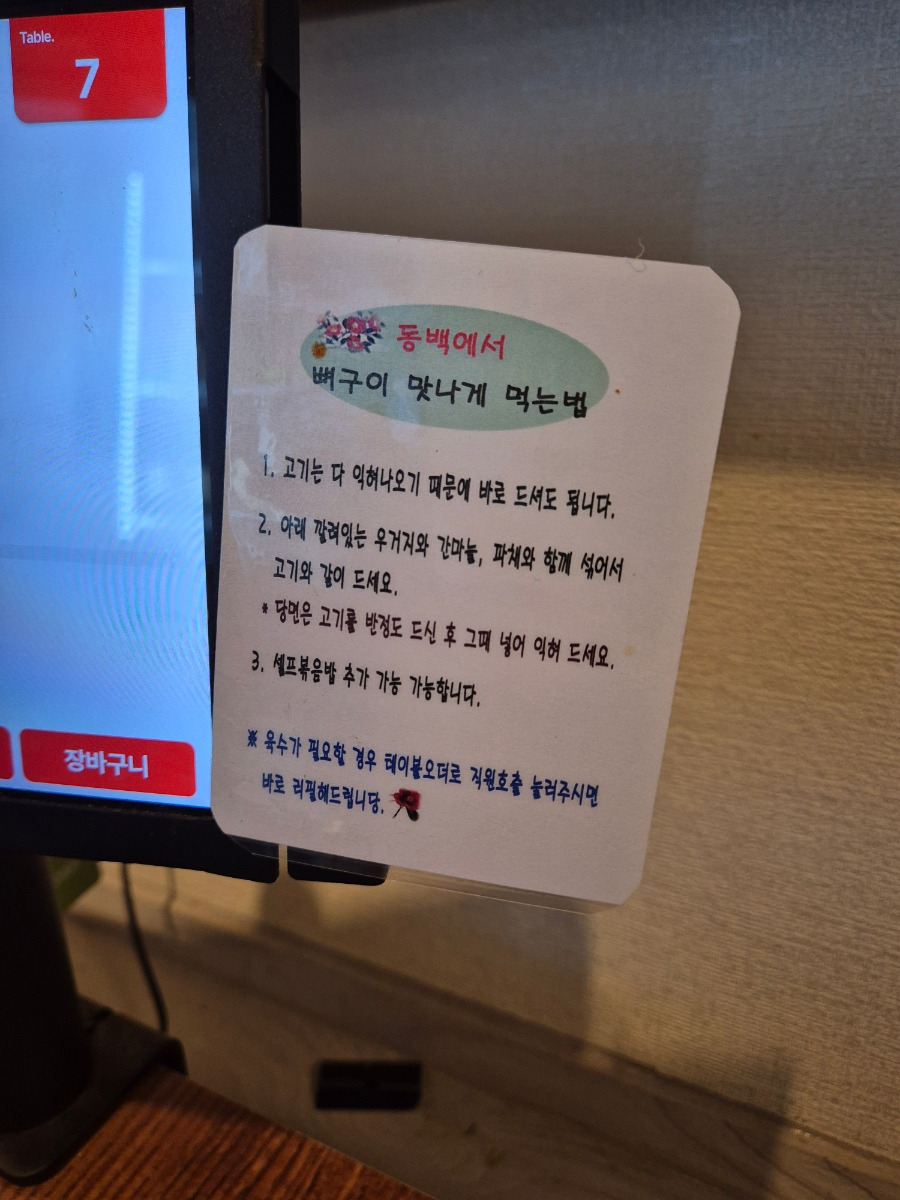 Table.
7
동백에서
뼈구이 맛나게 먹는법
1. 고기는 다 익혀나오기 때문에 바로 드셔도 됩니다.
2. 아래 깔려있는 우거지와 간마늘, 파채와 함께 섞어서
고기와 같이 드세요.
* 당면은 고기를 반정도 드신 후 그때 넣어 익혀 드세요.
3. 셀프볶음밥 추가 가능 가능합니다.
※ 육수가 필요할 경우 테이블오더로 직원호출 눌러주시면
바로 리필해드립니당.
장바구니